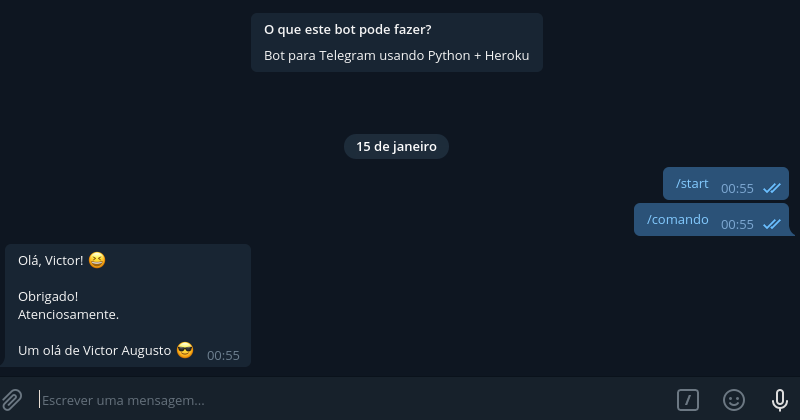 O que este bot pode fazer?
Bot para Telegram usando Python + Heroku
15 de janeiro
/start 00:55
/comando 00:55
Olá, Victor! 😆
Obrigado!
Atenciosamente.
Um olá de Victor Augusto 😎 00:55
Escrever uma mensagem...